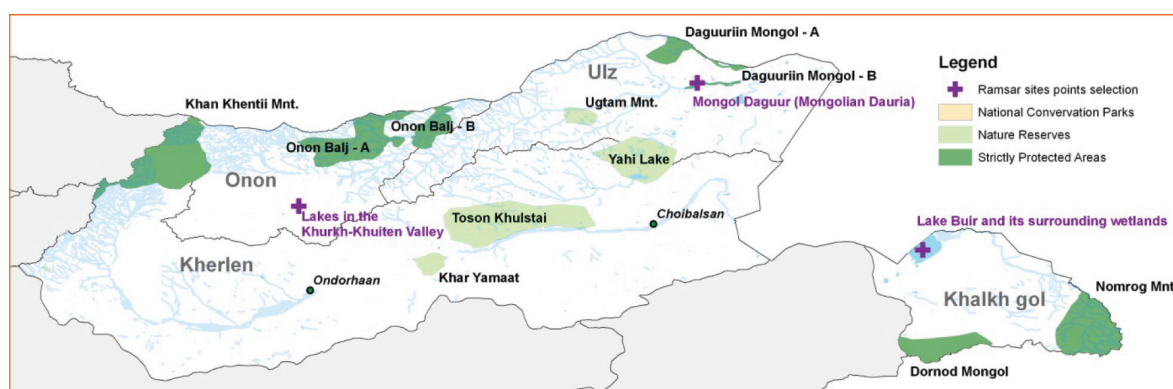 Daguuriin Mongol - A
Ulz
Daguuriin Mongol - B
Mongol Daguur (Mongolian Dauria)
Khan Khentii Mnt.
Ugtam Mnt.
Onon Balj - B
Onon Balj - A
Yahi Lake
Onon
Lakes in the
Khurkh-Khuiten Valley
Toson Khulstai
Choibalsan
Kherlen
Khar Yamaat
Ondorhaan
Lake Buir and its surrounding wetlands
Khalkh gol
Nomrog Mnt
Dornod Mongol
Legend
Ramsar sites points selection
National Convervation Parks
Nature Reserves
Strictly Protected Areas